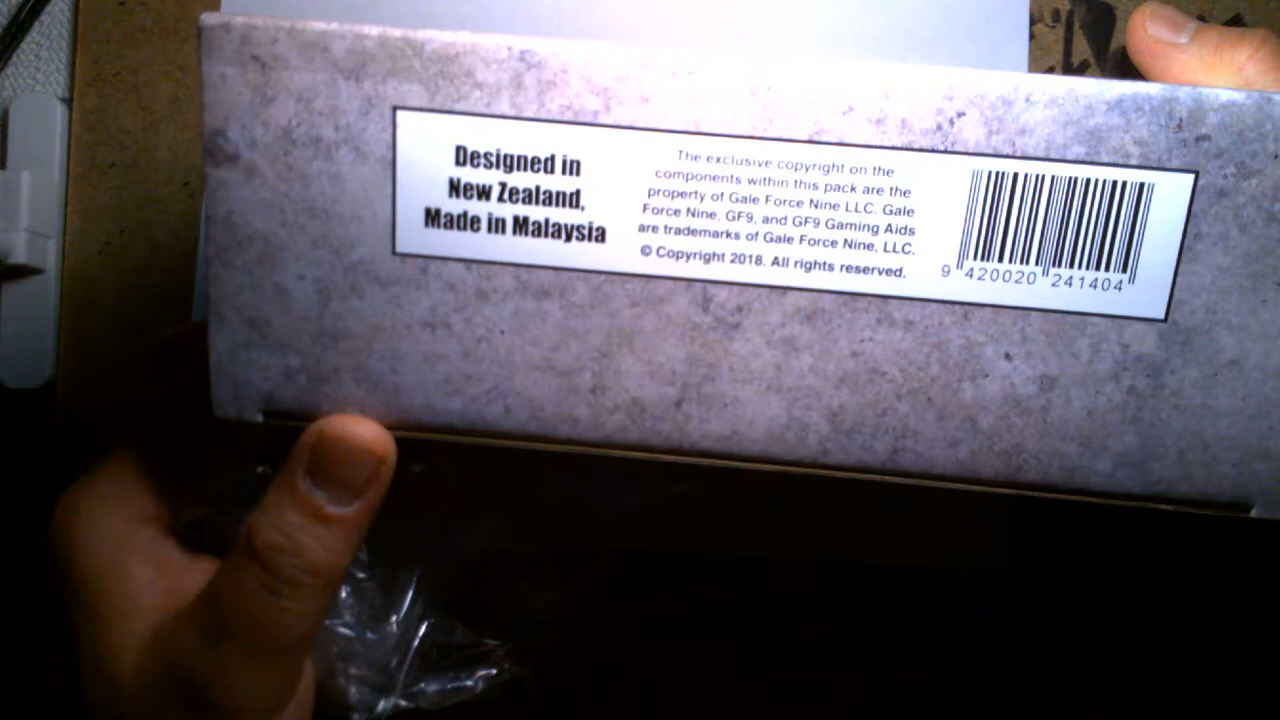 Designed in
New Zealand,
Made in Malaysia
The exclusive copyright on the
components within this pack are the
property of Gale Force Nine LLC. Gale
Force Nine, GF9, and GF9 Gaming Aids
are trademarks of Gale Force Nine, LLC.
© Copyright 2018. All rights reserved.
9 420020 241404